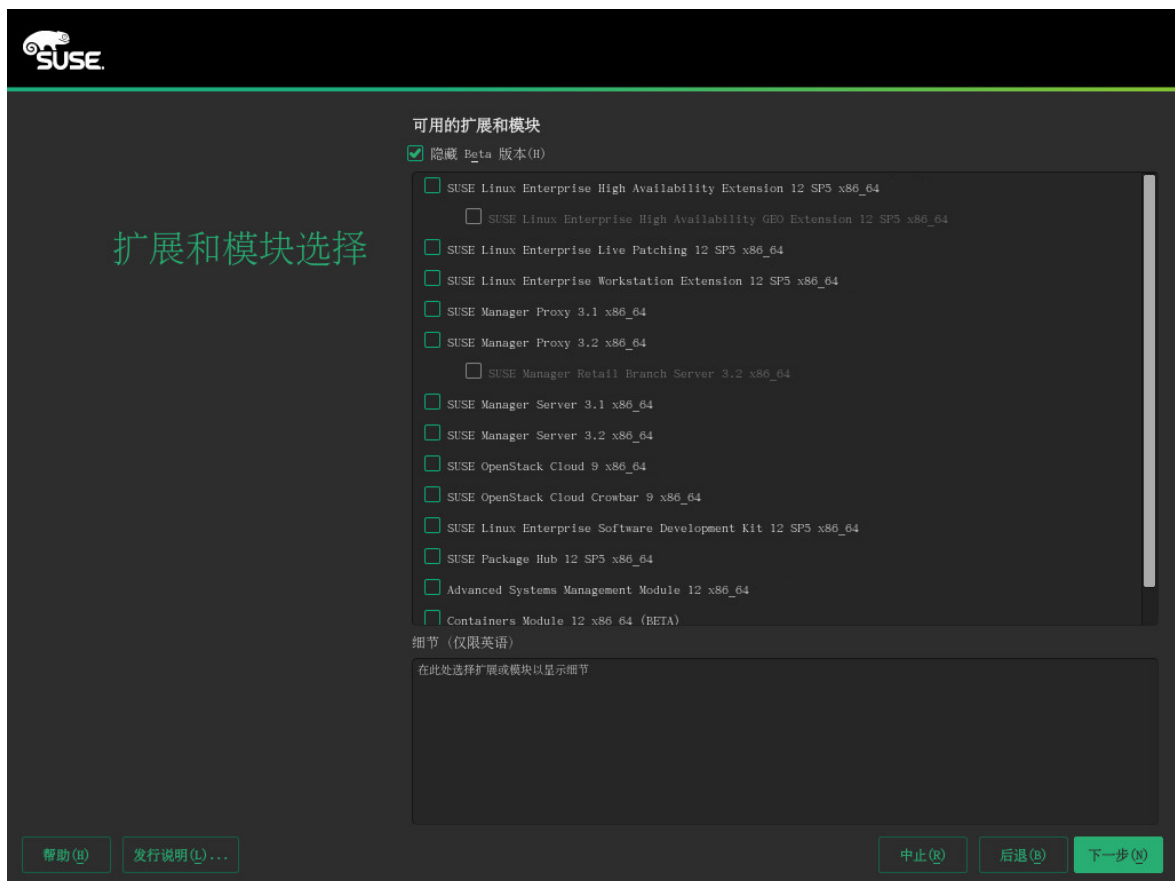 SUSE.
可用的扩展和模块
隐藏 Beta 版本(H)
扩展和模块选择
SUSE Linux Enterprise High Availability Extension 12 SP5 x86_64
SUSE Linux Enterprise High Availability GEO Extension 12 SP5 x86_64
SUSE Linux Enterprise Live Patching 12 SP5 x86_64
SUSE Linux Enterprise Workstation Extension 12 SP5 x86_64
SUSE Manager Proxy 3.1 x86_64
SUSE Manager Proxy 3.2 x86_64
SUSE Manager Retail Branch Server 3.2 x86_64
SUSE Manager Server 3.1 x86_64
SUSE Manager Server 3.2 x86_64
SUSE OpenStack Cloud 9 x86_64
SUSE OpenStack Cloud Crowbar 9 x86_64
SUSE Linux Enterprise Software Development Kit 12 SP5 x86_64
SUSE Package Hub 12 SP5 x86_64
Advanced Systems Management Module 12 x86_64
Containers Module 12 x86_64 (BETA)
细节（仅限英语）
在此处选择扩展或模块以显示细节
帮助(H)
发行说明(L)...
中止(R)
后退(B)
下一步(N)